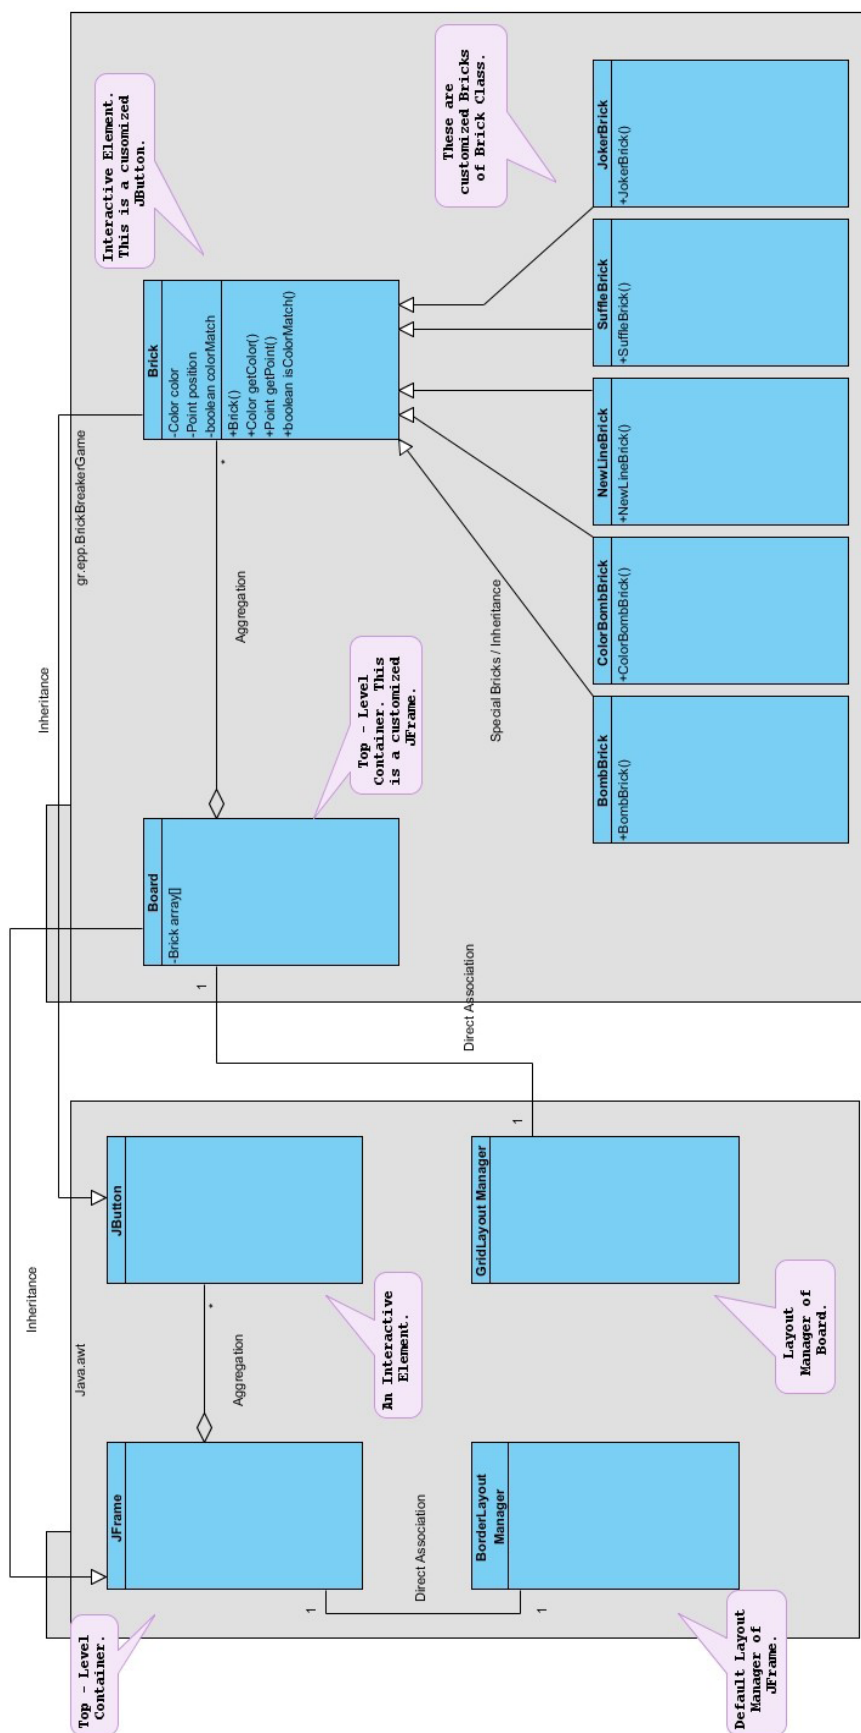 Inheritance
Inheritance
Java.awt
gr.epp.BrickBreakerGame
Top - Level
Container.
JFrame
Aggregation
*
JButton
An Interactive
Element.
1
Direct Association
1
BorderLayout
Manager
Default Layout
Manager of
JFrame.
GridLayout Manager
Layout
Manager of
Board.
1
Direct Association
1
Board
-Brick array[]
Top - Level
Container. This
is a customized
JFrame.
Aggregation
*
Brick
-Color color
-Point position
-boolean colorMatch
+Brick()
+Color getColor()
+Point getPoint()
+boolean isColorMatch()
Interactive Element.
This is a cusomized
JButton.
Special Bricks / Inheritance
These are
customized Bricks
of Brick Class.
BombBrick
+BombBrick()
ColorBombBrick
+ColorBombBrick()
NewLineBrick
+NewLineBrick()
SuffleBrick
+SuffleBrick()
JokerBrick
+JokerBrick()